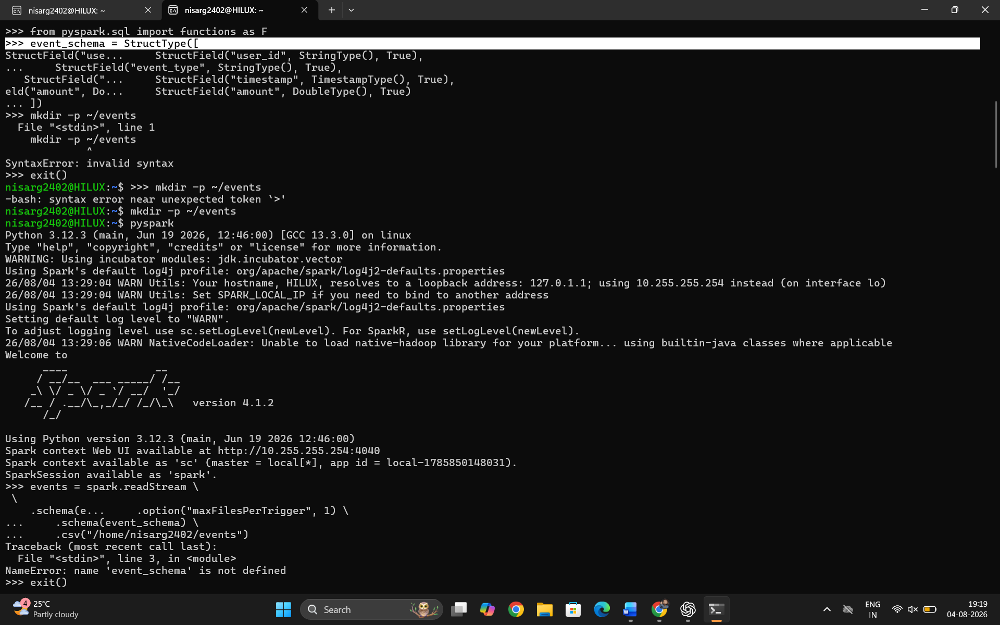 nisarg2402@HILUX: ~
nisarg2402@HILUX: ~
>>> from pyspark.sql import functions as F
>>> event_schema = StructType([
StructField("use...     StructField("user_id", StringType(), True),
...     StructField("event_type", StringType(), True),
   StructField("...     StructField("timestamp", TimestampType(), True),
eld("amount", Do...     StructField("amount", DoubleType(), True)
... ])
>>> mkdir -p ~/events
  File "<stdin>", line 1
    mkdir -p ~/events
             ^
SyntaxError: invalid syntax
>>> exit()
nisarg2402@HILUX:~$ >>> mkdir -p ~/events
-bash: syntax error near unexpected token `>'
nisarg2402@HILUX:~$ mkdir -p ~/events
nisarg2402@HILUX:~$ pyspark
Python 3.12.3 (main, Jun 19 2026, 12:46:00) [GCC 13.3.0] on linux
Type "help", "copyright", "credits" or "license" for more information.
WARNING: Using incubator modules: jdk.incubator.vector
Using Spark's default log4j profile: org/apache/spark/log4j2-defaults.properties
26/08/04 13:29:04 WARN Utils: Your hostname, HILUX, resolves to a loopback address: 127.0.1.1; using 10.255.255.254 instead (on interface lo)
26/08/04 13:29:04 WARN Utils: Set SPARK_LOCAL_IP if you need to bind to another address
Using Spark's default log4j profile: org/apache/spark/log4j2-defaults.properties
Setting default log level to "WARN".
To adjust logging level use sc.setLogLevel(newLevel). For SparkR, use setLogLevel(newLevel).
26/08/04 13:29:06 WARN NativeCodeLoader: Unable to load native-hadoop library for your platform... using builtin-java classes where applicable
Welcome to
      ____              __
     / __/__  ___ _____/ /__
    _\ \/ _ \/ _ `/ __/  '_/
   /__ / .__/\_,_/_/ /_/\_\   version 4.1.2
      /_/
Using Python version 3.12.3 (main, Jun 19 2026 12:46:00)
Spark context Web UI available at http://10.255.255.254:4040
Spark context available as 'sc' (master = local[*], app id = local-1785850148031).
SparkSession available as 'spark'.
>>> events = spark.readStream \
 \
    .schema(e...     .option("maxFilesPerTrigger", 1) \
...     .schema(event_schema) \
...     .csv("/home/nisarg2402/events")
Traceback (most recent call last):
  File "<stdin>", line 3, in <module>
NameError: name 'event_schema' is not defined
>>> exit()
4
25°C
Partly cloudy
Search
ENG
IN
19:19
04-08-2026